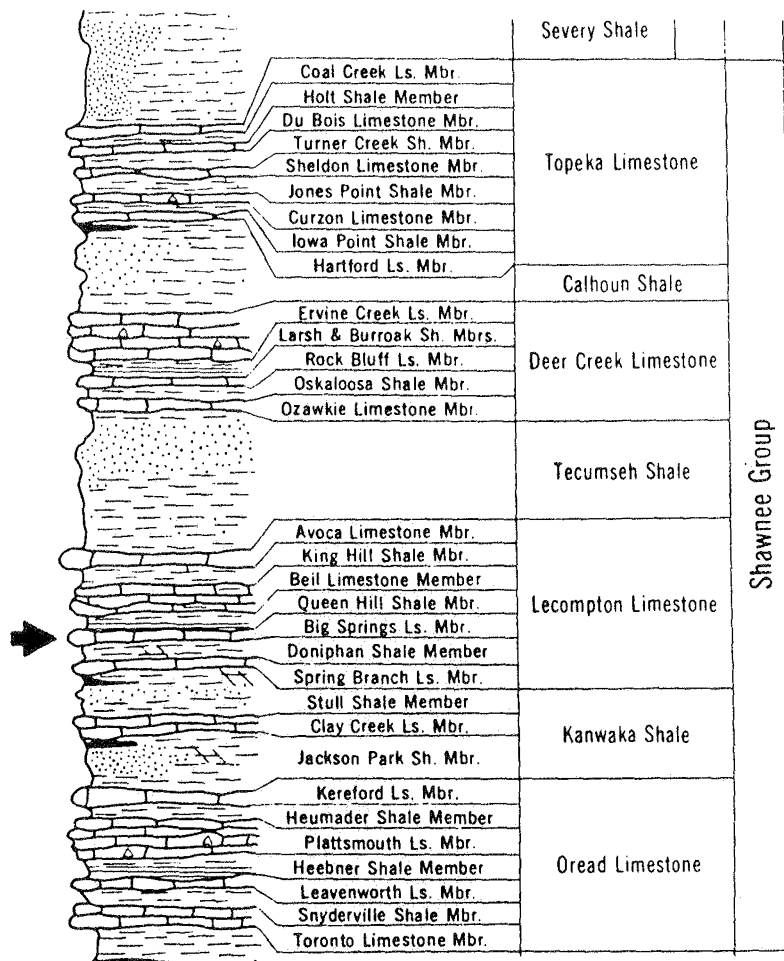 Severy Shale
Coal Creek Ls. Mbr.
Holt Shale Member
Du Bois Limestone Mbr.
Turner Creek Sh. Mbr.
Sheldon Limestone Mbr.
Jones Point Shale Mbr.
Curzon Limestone Mbr.
Iowa Point Shale Mbr.
Hartford Ls. Mbr.
Topeka Limestone
Calhoun Shale
Ervine Creek Ls. Mbr.
Larsh & Burroak Sh. Mbrs.
Rock Bluff Ls. Mbr.
Oskaloosa Shale Mbr.
Ozawkie Limestone Mbr.
Deer Creek Limestone
Tecumseh Shale
Avoca Limestone Mbr.
King Hill Shale Mbr.
Beil Limestone Member
Queen Hill Shale Mbr.
Big Springs Ls. Mbr.
Doniphan Shale Member
Spring Branch Ls. Mbr.
Lecompton Limestone
Stull Shale Member
Clay Creek Ls. Mbr.
Jackson Park Sh. Mbr.
Kanwaka Shale
Kereford Ls. Mbr.
Heumader Shale Member
Plattsmouth Ls. Mbr.
Heebner Shale Member
Leavenworth Ls. Mbr.
Snyderville Shale Mbr.
Toronto Limestone Mbr.
Oread Limestone
Shawnee Group